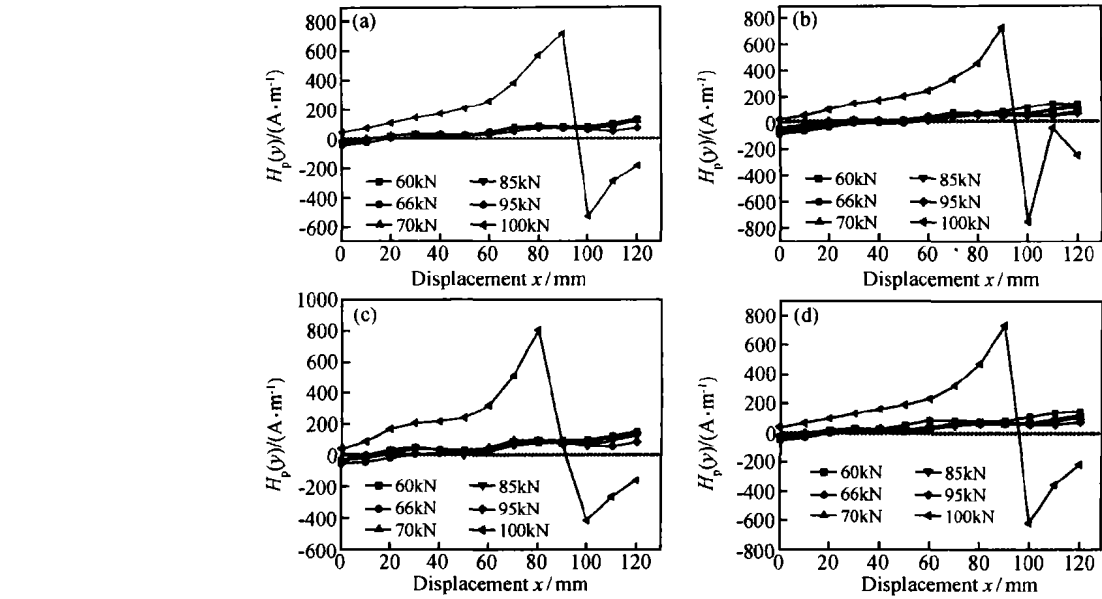 (a)
800
600
400
200
0
-200
-400
-600
Hp(y)/(A·m⁻¹)
60kN 85kN
66kN 95kN
70kN 100kN
0 20 40 60 80 100 120
Displacement x/mm
(b)
800
600
400
200
0
-200
-400
-600
-800
Hp(y)/(A·m⁻¹)
60kN 85kN
66kN 95kN
70kN 100kN
0 20 40 60 80 100 120
Displacement x/mm
(c)
1000
800
600
400
200
0
-200
-400
-600
Hp(y)/(A·m⁻¹)
60kN 85kN
66kN 95kN
70kN 100kN
0 20 40 60 80 100 120
Displacement x/mm
(d)
800
600
400
200
0
-200
-400
-600
-800
Hp(y)/(A·m⁻¹)
60kN 85kN
66kN 95kN
70kN 100kN
0 20 40 60 80 100 120
Displacement x/mm